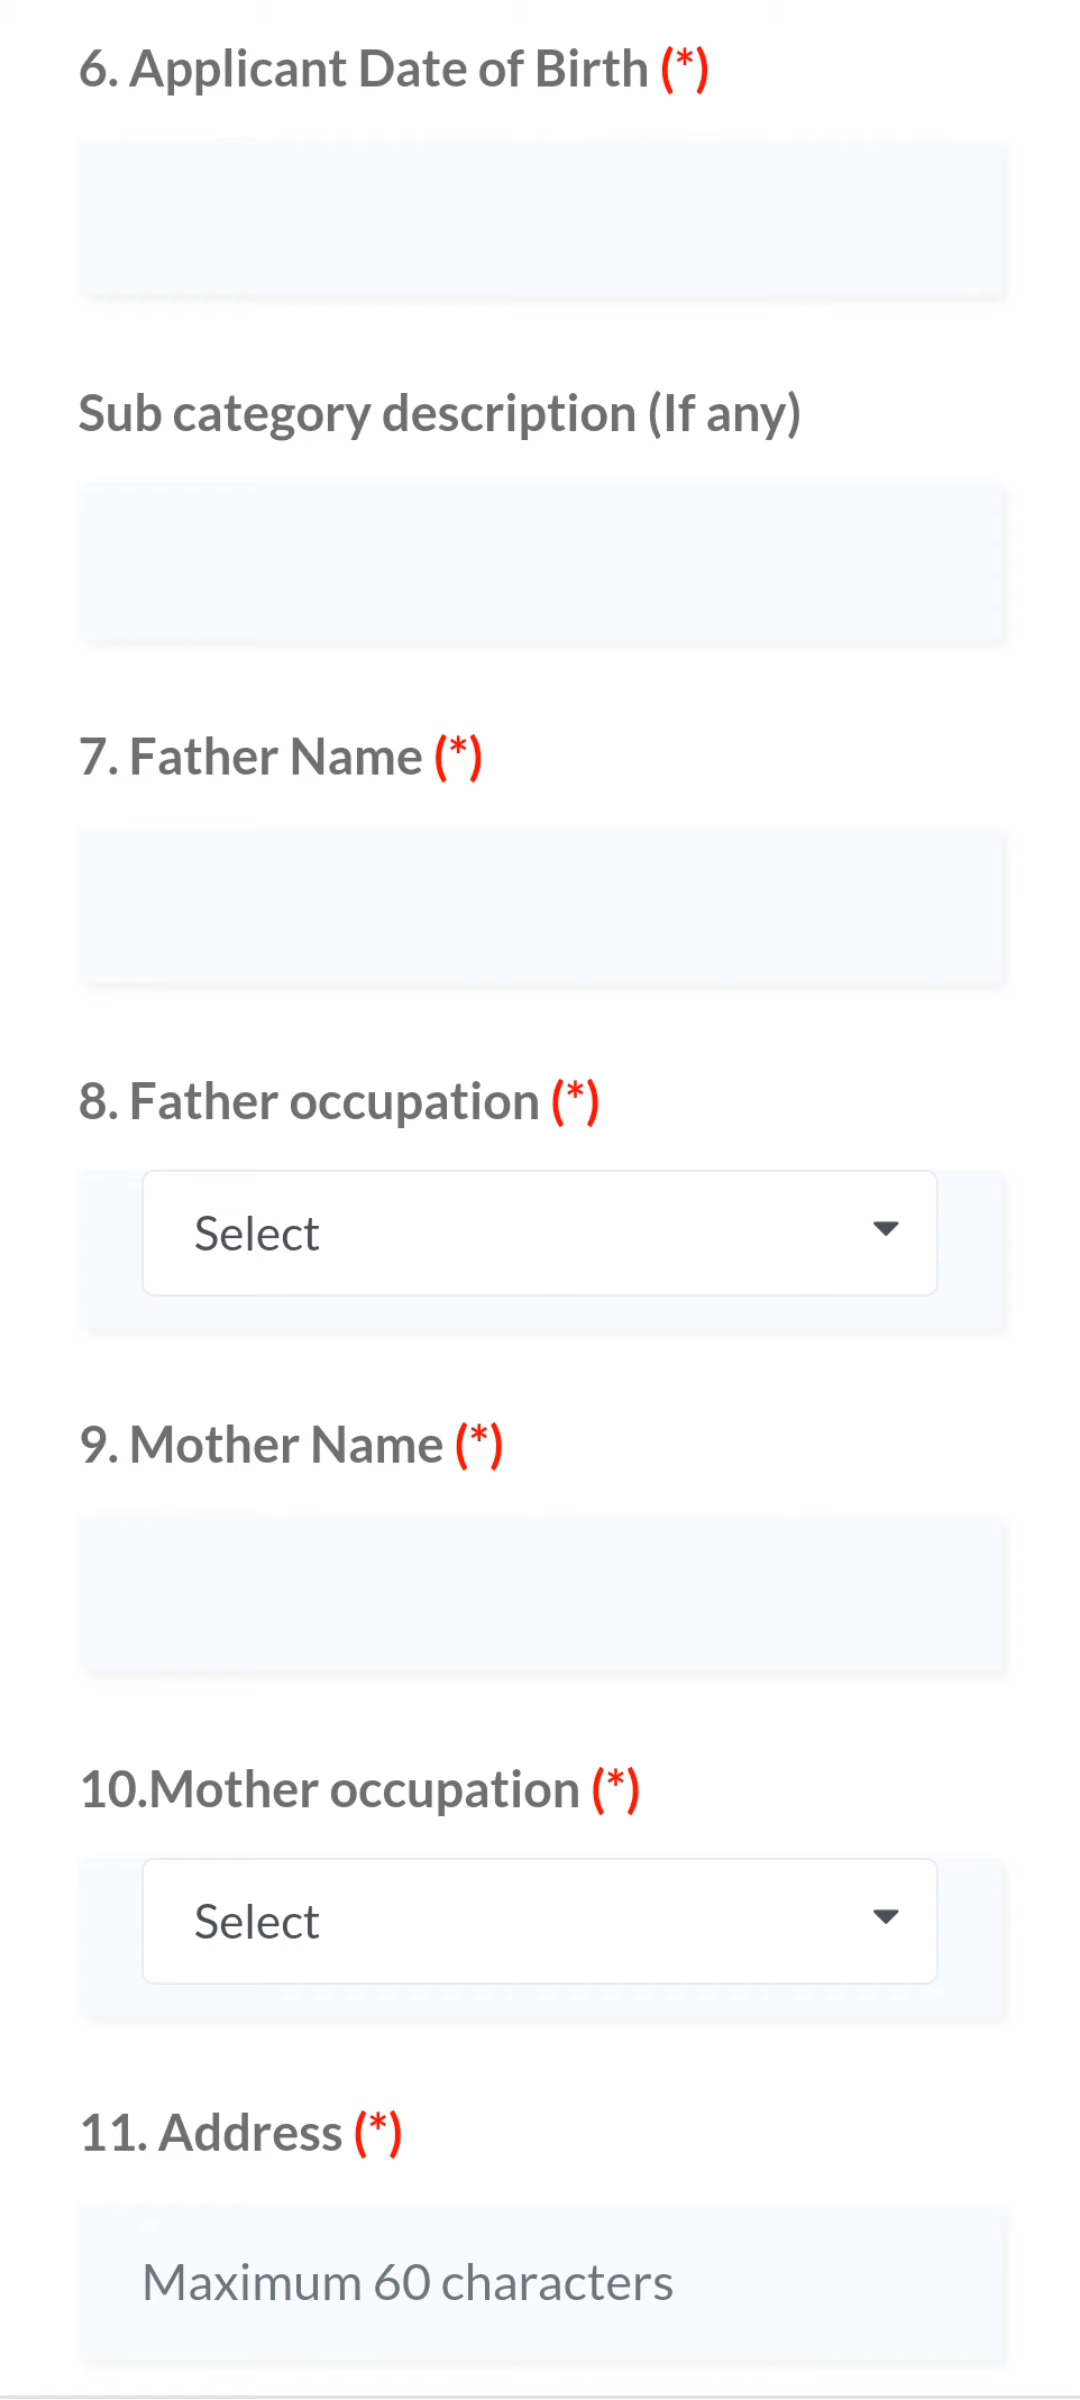 6. Applicant Date of Birth (*)
Sub category description (If any)
7. Father Name (*)
8. Father occupation (*)
Select
9. Mother Name (*)
10.Mother occupation (*)
Select
11. Address (*)
Maximum 60 characters